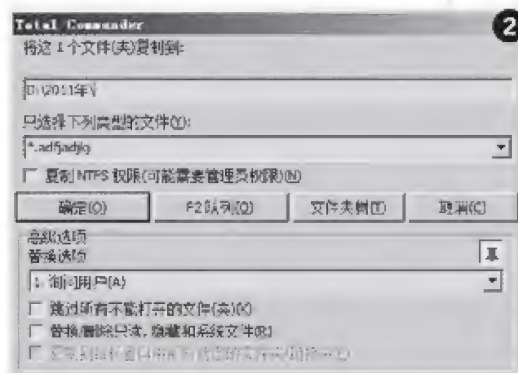 Total Commander
2
将这 1 个文件(夹)复制到:
D:\2011年\
只选择下列类型的文件(Y):
*.adfjadjkg
复制 NTFS 权限(可能需要管理员权限)(N)
确定(O)
F2 队列(Q)
文件夹树(T)
取消(C)
高级选项
替换选项
1: 询问用户(A)
跳过所有不能打开的文件(夹)(K)
替换/删除只读, 隐藏和系统文件(R)